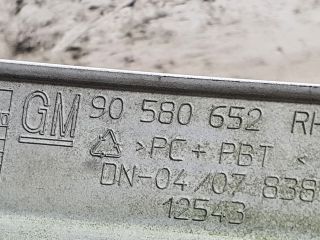 GM 90 580 652 RH
>PC + PBT <
DN-04/07 838
12543